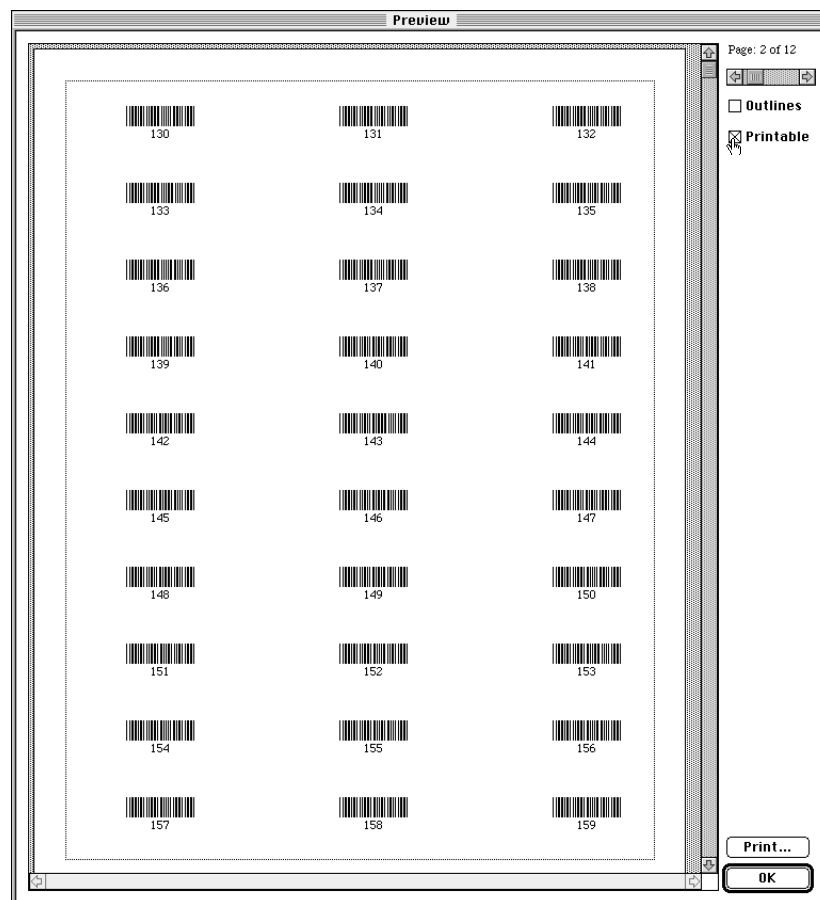 Preview
Page: 2 of 12
Outlines
Printable
130 131 132
133 134 135
136 137 138
139 140 141
142 143 144
145 146 147
148 149 150
151 152 153
154 155 156
157 158 159
Print...
OK